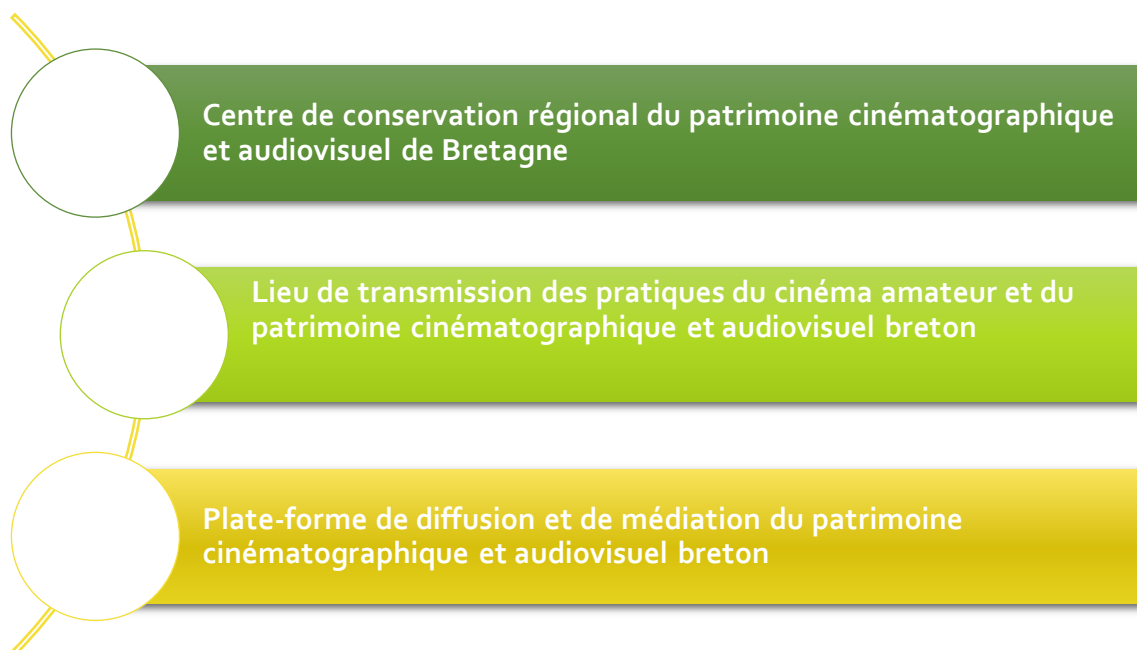 Centre de conservation régional du patrimoine cinématographique
et audiovisuel de Bretagne
Lieu de transmission des pratiques du cinéma amateur et du
patrimoine cinématographique et audiovisuel breton
Plate-forme de diffusion et de médiation du patrimoine
cinématographique et audiovisuel breton